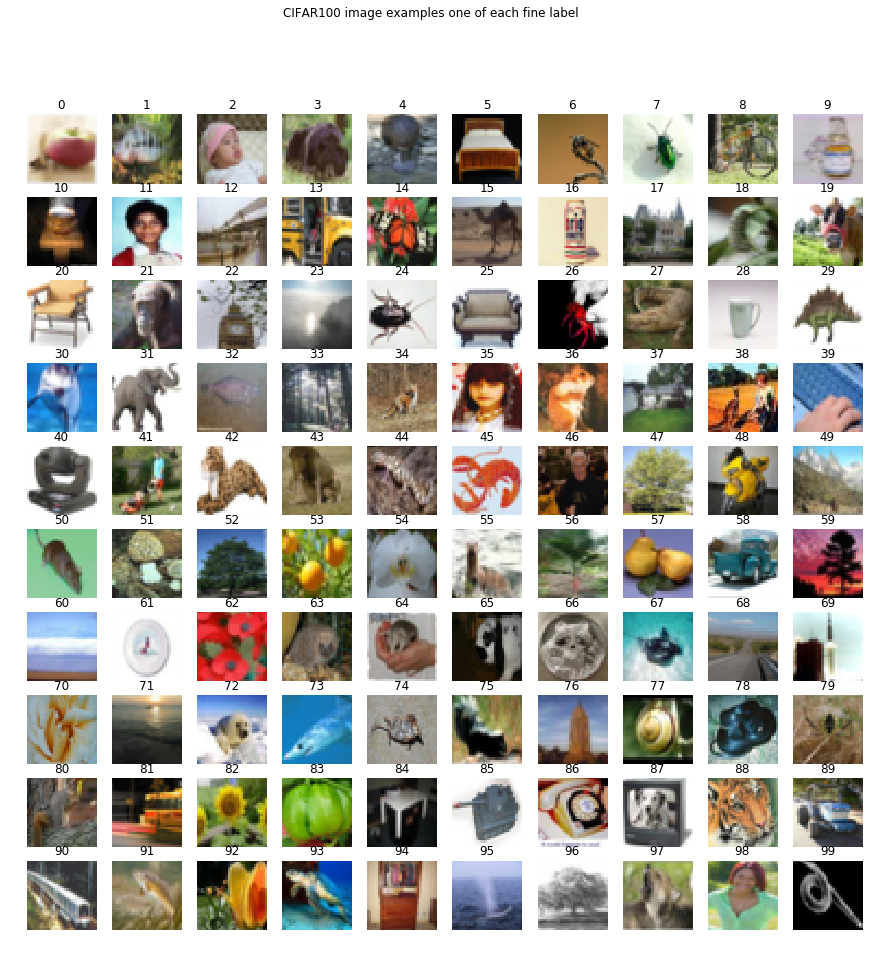 CIFAR100 image examples one of each fine label
0 1 2 3 4 5 6 7 8 9
10 11 12 13 14 15 16 17 18 19
20 21 22 23 24 25 26 27 28 29
30 31 32 33 34 35 36 37 38 39
40 41 42 43 44 45 46 47 48 49
50 51 52 53 54 55 56 57 58 59
60 61 62 63 64 65 66 67 68 69
70 71 72 73 74 75 76 77 78 79
80 81 82 83 84 85 86 87 88 89
90 91 92 93 94 95 96 97 98 99